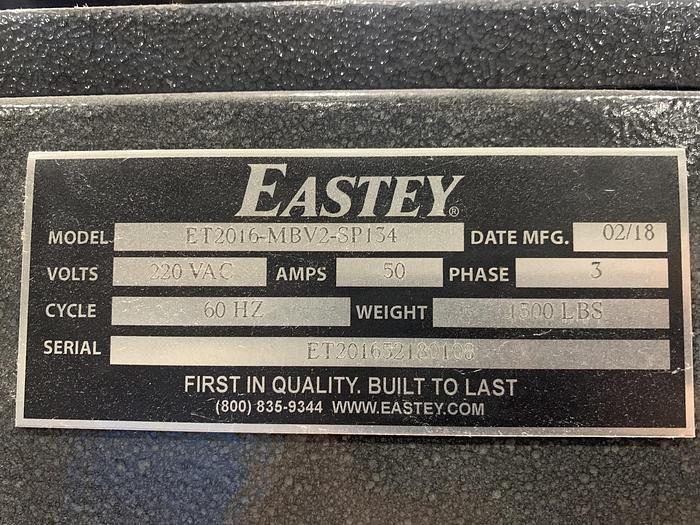 EASTEY®
MODEL ET2016-MBV2-SP134 DATE MFG. 02/18
VOLTS 220 VAC AMPS 50 PHASE 3
CYCLE 60 HZ WEIGHT 1500 LBS
SERIAL ET201652180108
FIRST IN QUALITY. BUILT TO LAST
(800) 835-9344 WWW.EASTEY.COM